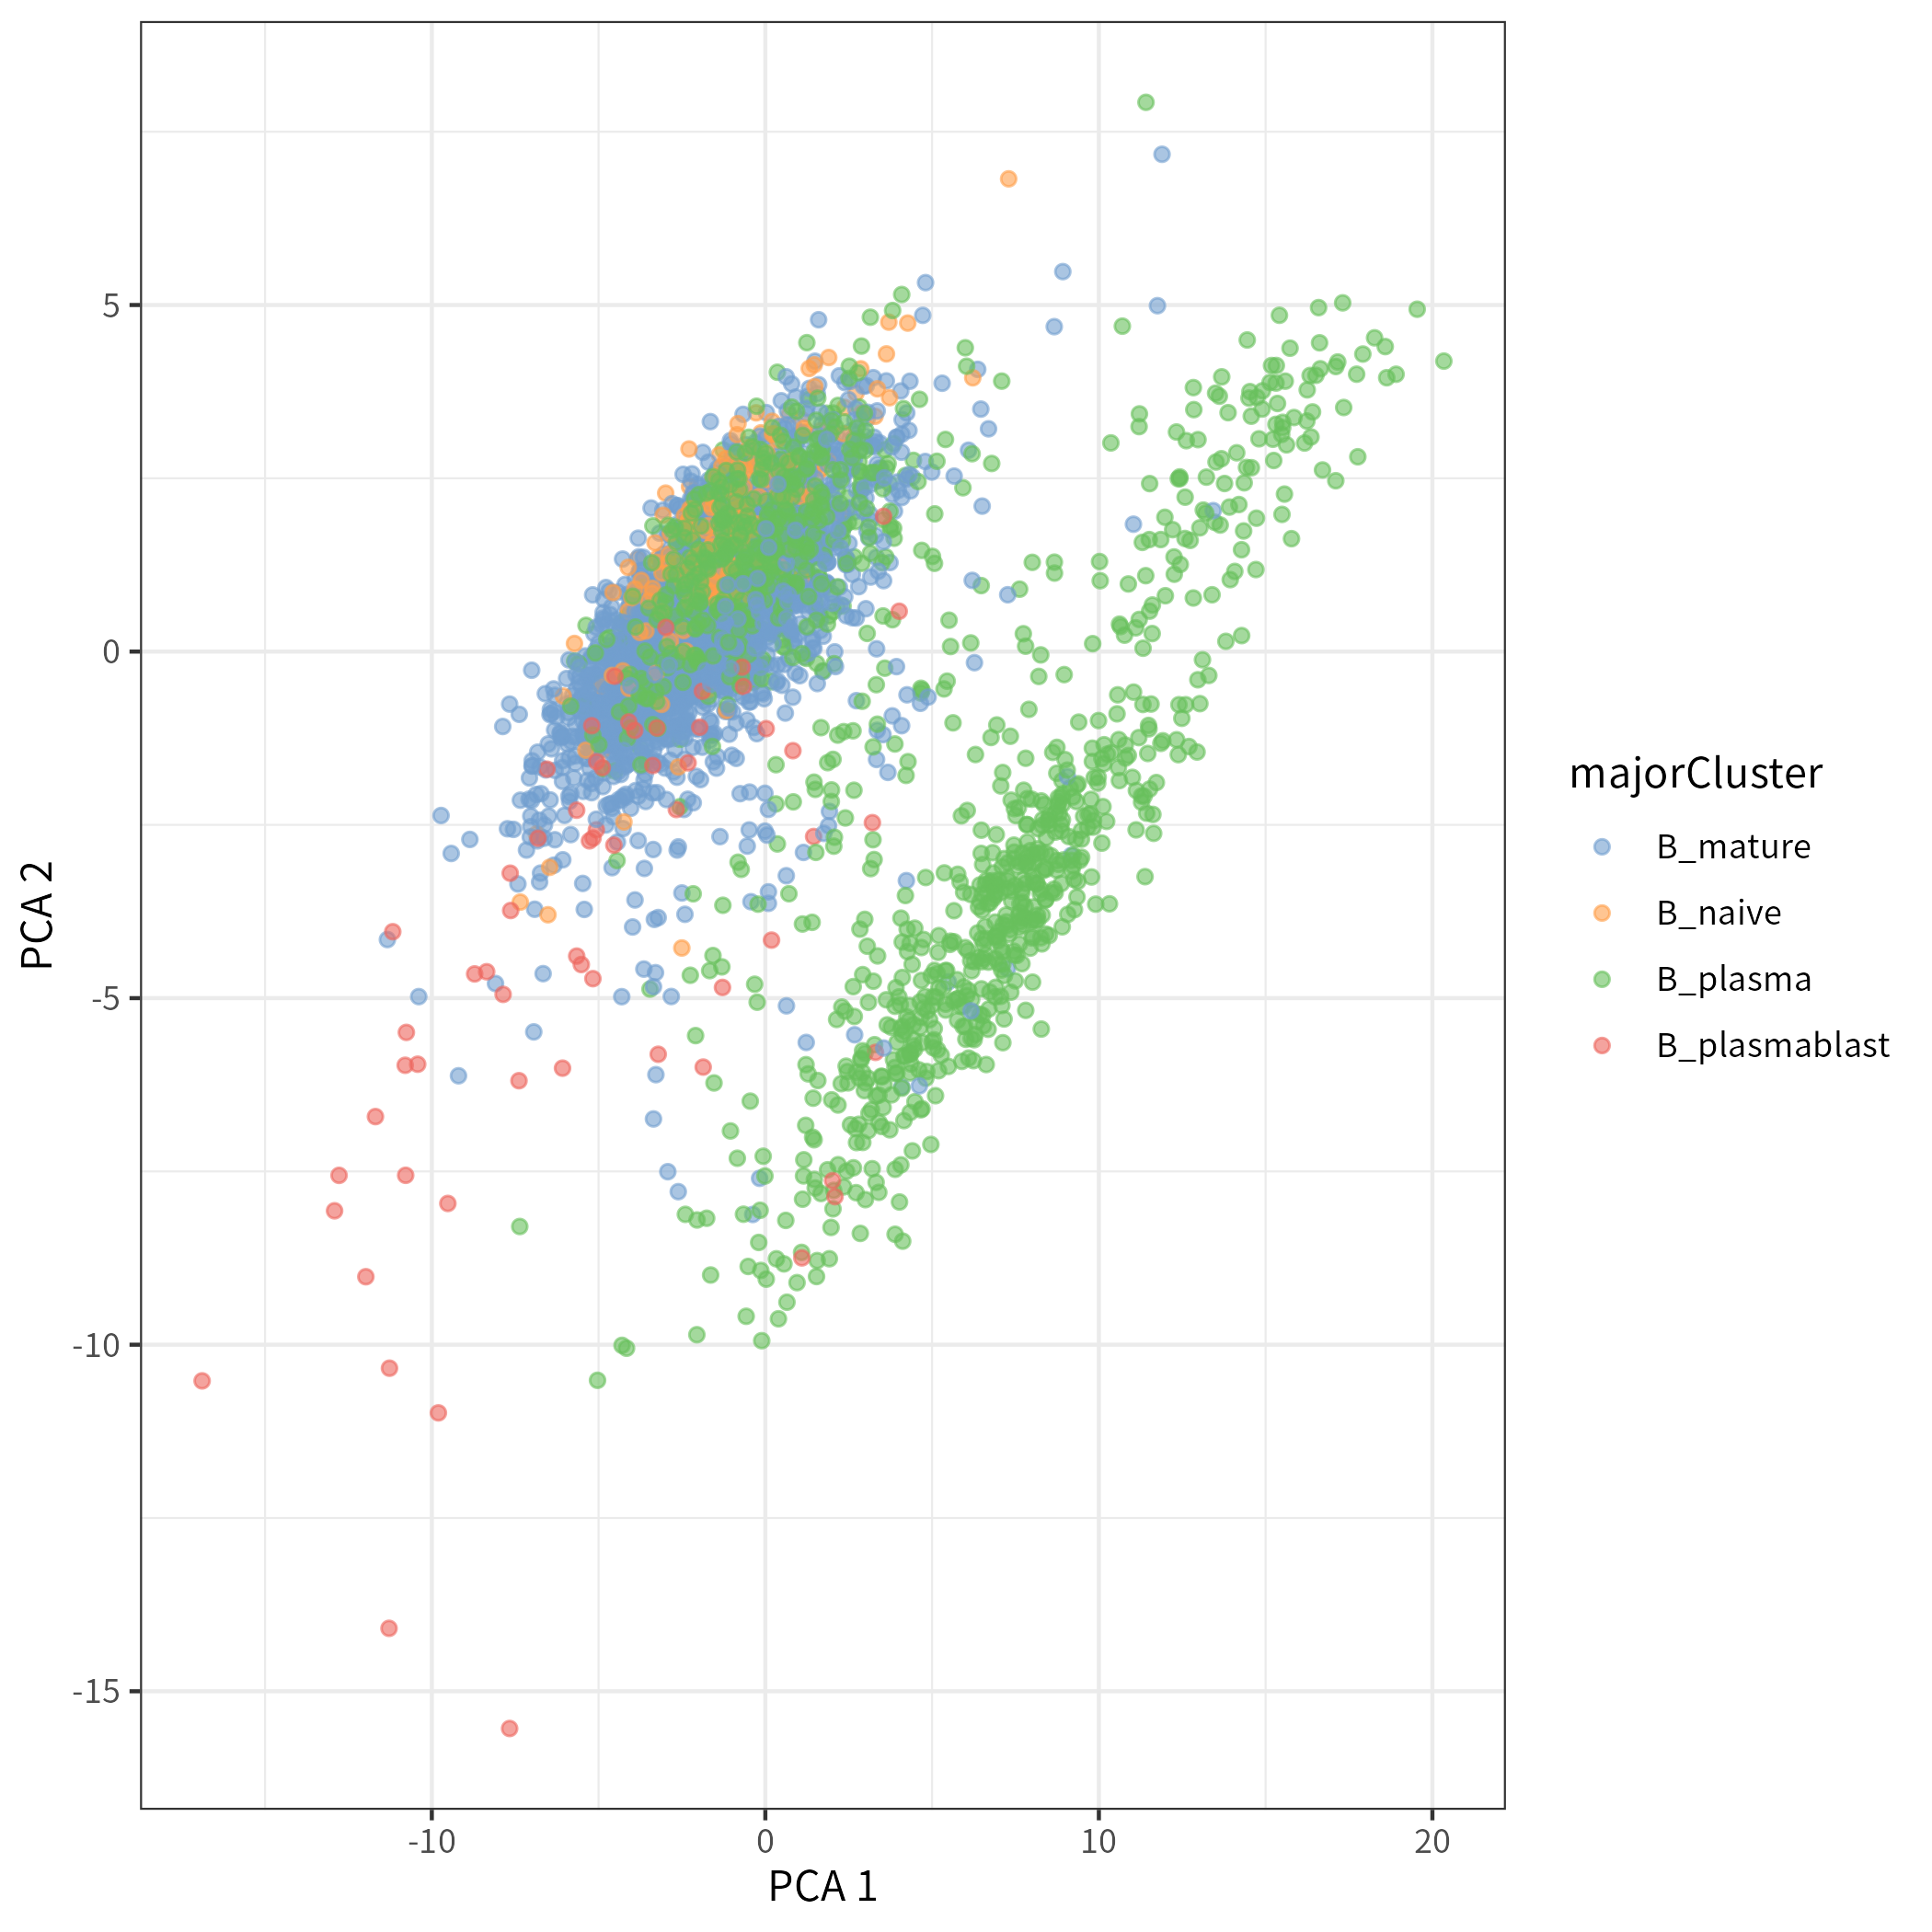 5
0
-5
-10
-15
PCA 2
-10
0
10
20
PCA 1
majorCluster
B_mature
B_naive
B_plasma
B_plasmablast